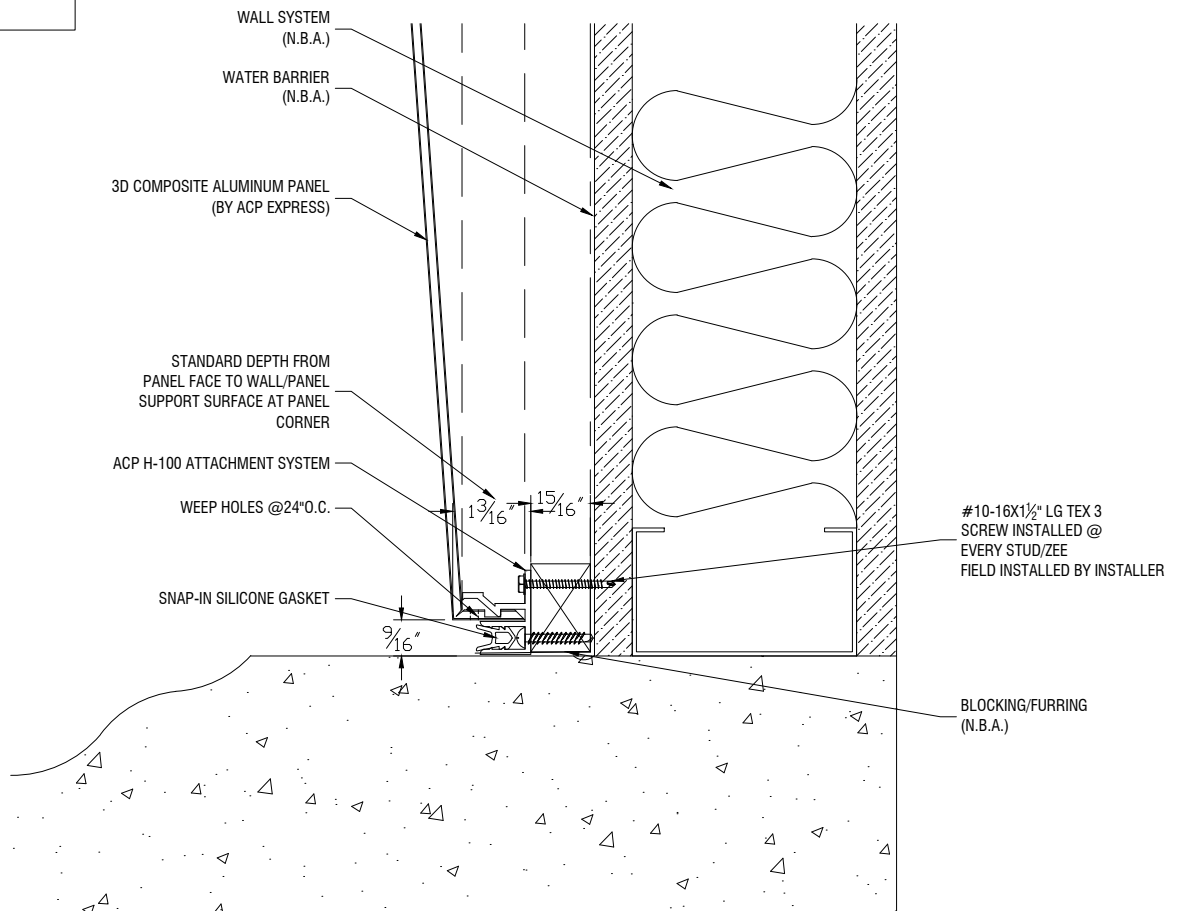 WALL SYSTEM
(N.B.A.)
WATER BARRIER
(N.B.A.)
3D COMPOSITE ALUMINUM PANEL
(BY ACP EXPRESS)
STANDARD DEPTH FROM
PANEL FACE TO WALL/PANEL
SUPPORT SURFACE AT PANEL
CORNER
ACP H-100 ATTACHMENT SYSTEM
WEEP HOLES @24"O.C.
SNAP-IN SILICONE GASKET
1 3/16"
15/16"
9/16"
#10-16X1½" LG TEX 3
SCREW INSTALLED @
EVERY STUD/ZEE
FIELD INSTALLED BY INSTALLER
BLOCKING/FURRING
(N.B.A.)